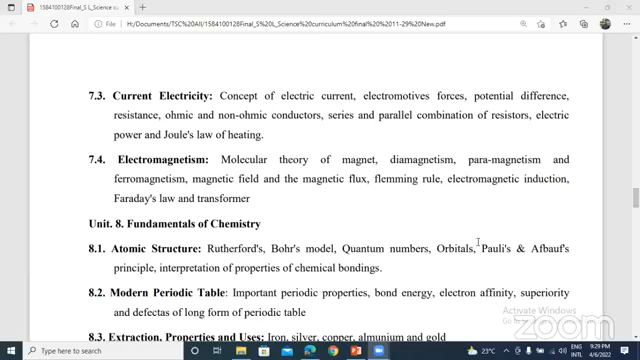 1584100128Final_S L_Science cu
H:/Documents/TSC%20All/1584100128Final_S%20L_Science%20curriculum%20final%20%2011-29%20New.pdf
7.3. Current Electricity: Concept of electric current, electromotives forces, potential difference,
resistance, ohmic and non-ohmic conductors, series and parallel combination of resistors, electric
power and Joule's law of heating.
7.4. Electromagnetism: Molecular theory of magnet, diamagnetism, para-magnetism and
ferromagnetism, magnetic field and the magnetic flux, flemming rule, electromagnetic induction,
Faraday's law and transformer
Unit. 8. Fundamentals of Chemistry
8.1. Atomic Structure: Rutherford's, Bohr's model, Quantum numbers, Orbitals, Pauli's & Afbauf's
principle, interpretation of properties of chemical bondings.
8.2. Modern Periodic Table: Important periodic properties, bond energy, electron affinity, superiority
and defectas of long form of periodic table
Activate Windows
Go to
zoom
8.3. Extraction, Properties and Uses: Iron, silver, copper, almunium and gold
Type here to search
23°C
ENG
INTL
9:29 PM
4/6/2022